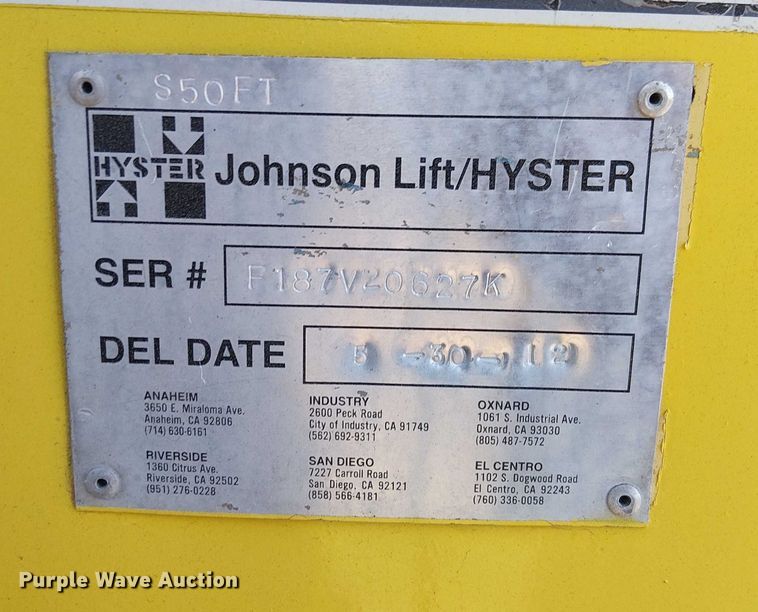 S50FT
HYSTER Johnson Lift/HYSTER
SER # F187V20627K
DEL DATE 5-30-12
ANAHEIM
3650 E. Miraloma Ave.
Anaheim, CA 92806
(714) 630-6161
INDUSTRY
2600 Peck Road
City of Industry, CA 91749
(562) 692-9311
OXNARD
1061 S. Industrial Ave.
Oxnard, CA 93030
(805) 487-7572
RIVERSIDE
1360 Citrus Ave.
Riverside, CA 92502
(951) 276-0228
SAN DIEGO
7227 Carroll Road
San Diego, CA 92121
(858) 566-4181
EL CENTRO
1102 S. Dogwood Road
El Centro, CA 92243
(760) 336-0058
Purple Wave Auction